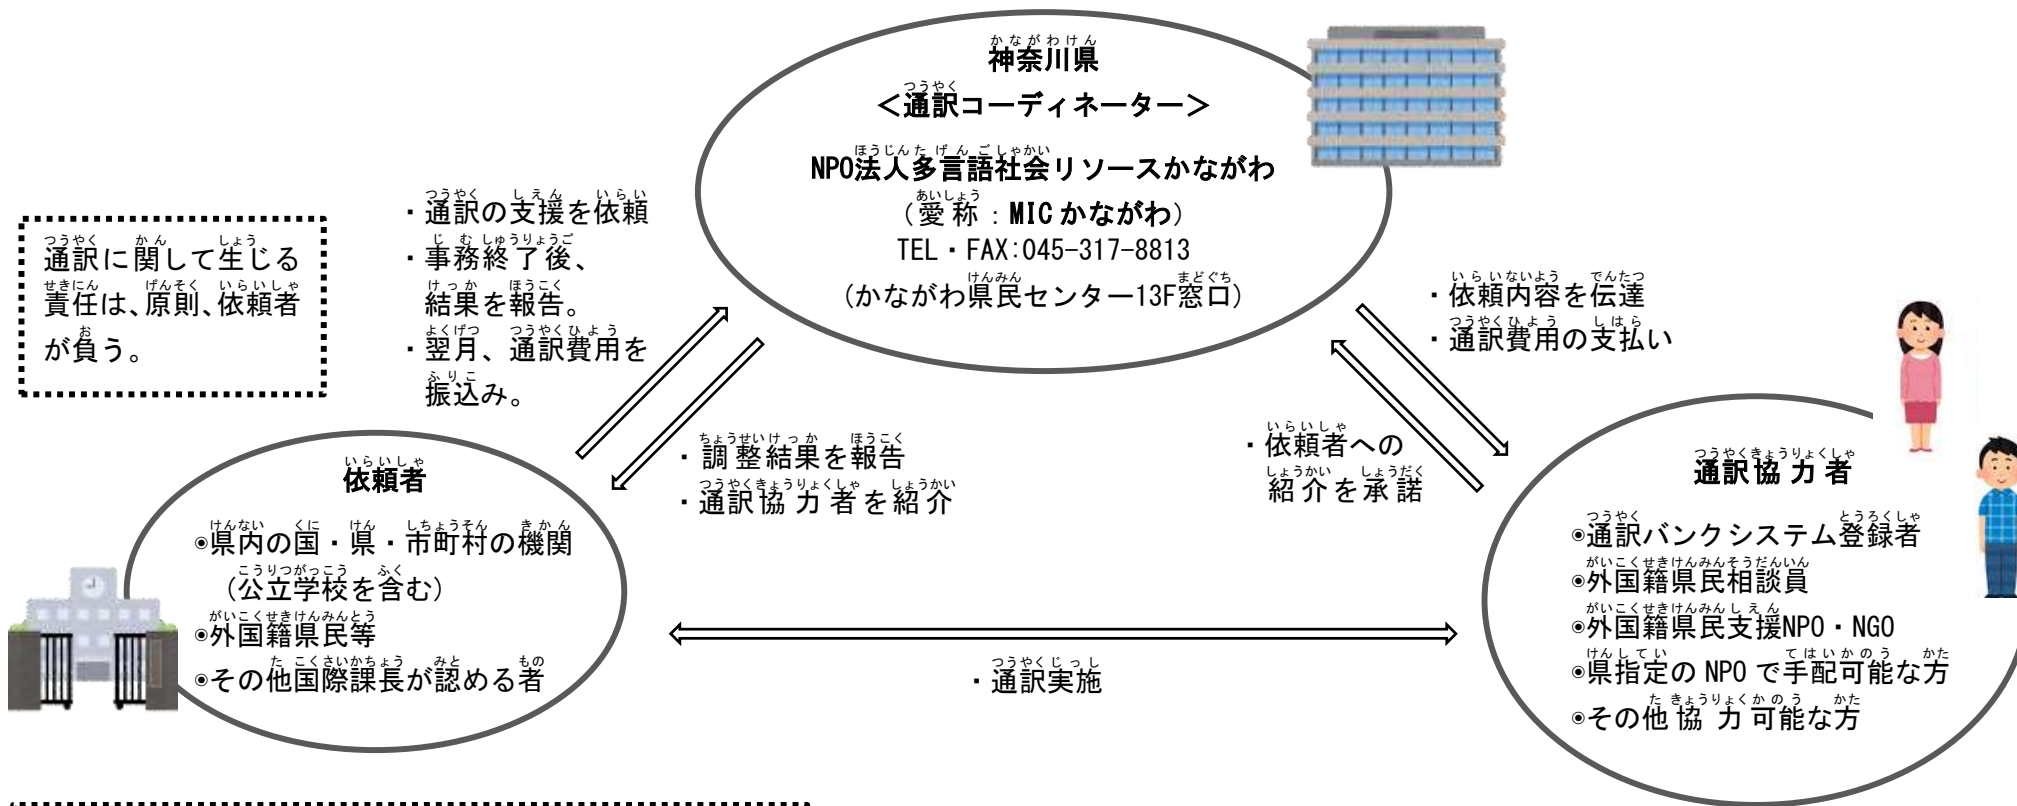 神奈川県
＜通訳コーディネーター＞
NPO法人多言語社会リソースかながわ
（愛称：MICかながわ）
TEL・FAX:045-317-8813
（かながわ県民センター13F窓口）
通訳に関して生じる
責任は、原則、依頼者
が負う。
・通訳の支援を依頼
・事務終了後、
結果を報告。
・翌月、通訳費用を
振込み。
・依頼内容を伝達
・通訳費用の支払い
・調整結果を報告
・通訳協力者を紹介
・依頼者への
紹介を承諾
依頼者
◉県内の国・県・市町村の機関
（公立学校を含む）
◉外国籍県民等
◉その他国際課長が認める者
・通訳実施
通訳協力者
◉通訳バンクシステム登録者
◉外国籍県民相談員
◉外国籍県民支援NPO・NGO
◉県指定のNPOで手配可能な方
◉その他協力可能な方